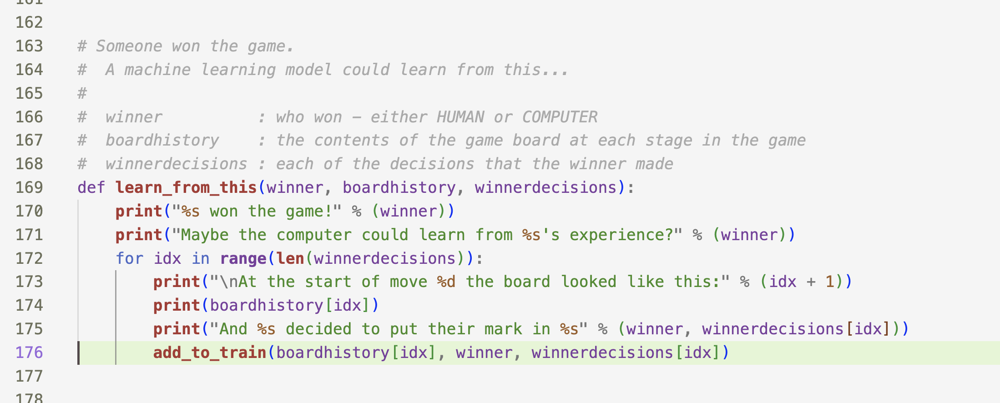 161
162
163 # Someone won the game.
164 #  A machine learning model could learn from this...
165 #
166 #  winner          : who won – either HUMAN or COMPUTER
167 #  boardhistory    : the contents of the game board at each stage in the game
168 #  winnerdecisions : each of the decisions that the winner made
169 def learn_from_this(winner, boardhistory, winnerdecisions):
170     print("%s won the game!" % (winner))
171     print("Maybe the computer could learn from %s's experience?" % (winner))
172     for idx in range(len(winnerdecisions)):
173         print("\nAt the start of move %d the board looked like this:" % (idx + 1))
174         print(boardhistory[idx])
175         print("And %s decided to put their mark in %s" % (winner, winnerdecisions[idx]))
176         add_to_train(boardhistory[idx], winner, winnerdecisions[idx])
177
178